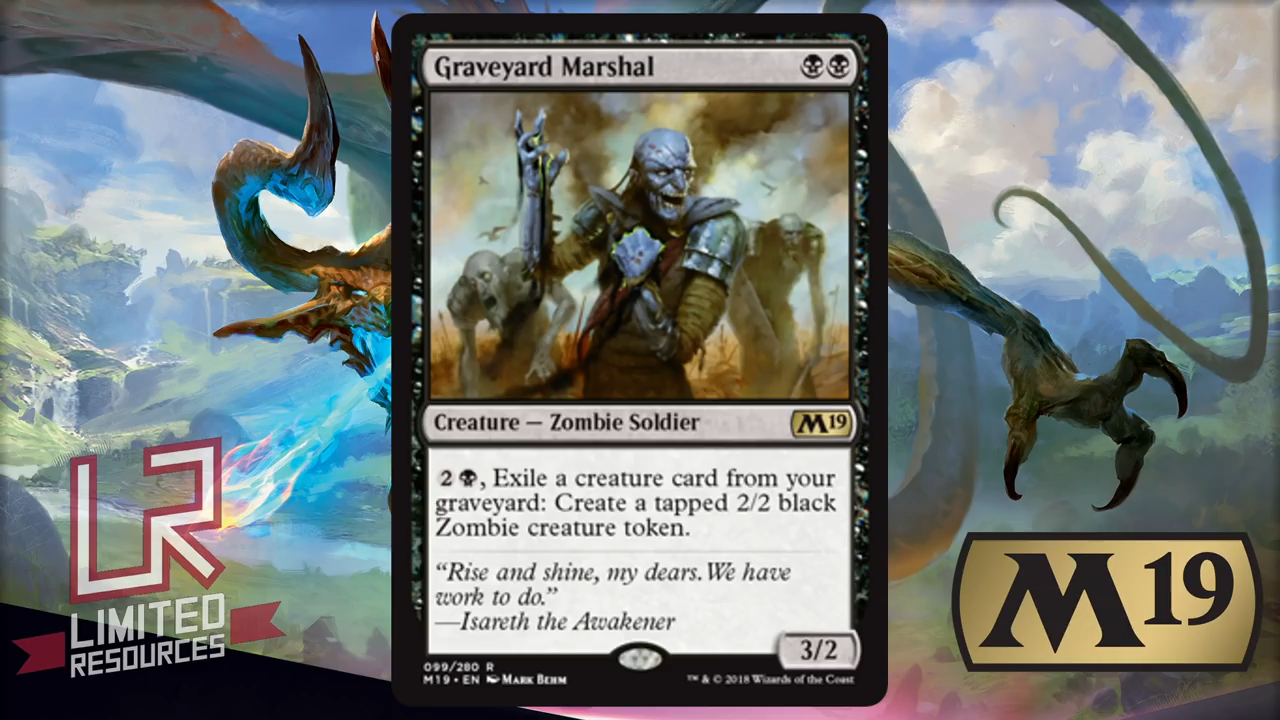 Graveyard Marshal
Creature — Zombie Soldier
M19
2, Exile a creature card from your
graveyard: Create a tapped 2/2 black
Zombie creature token.
“Rise and shine, my dears. We have
work to do.”
—Isareth the Awakener
3/2
099/280 R
M19 • EN Mark Behm
™ & © 2018 Wizards of the Coast
LR
LIMITED
RESOURCES
M19